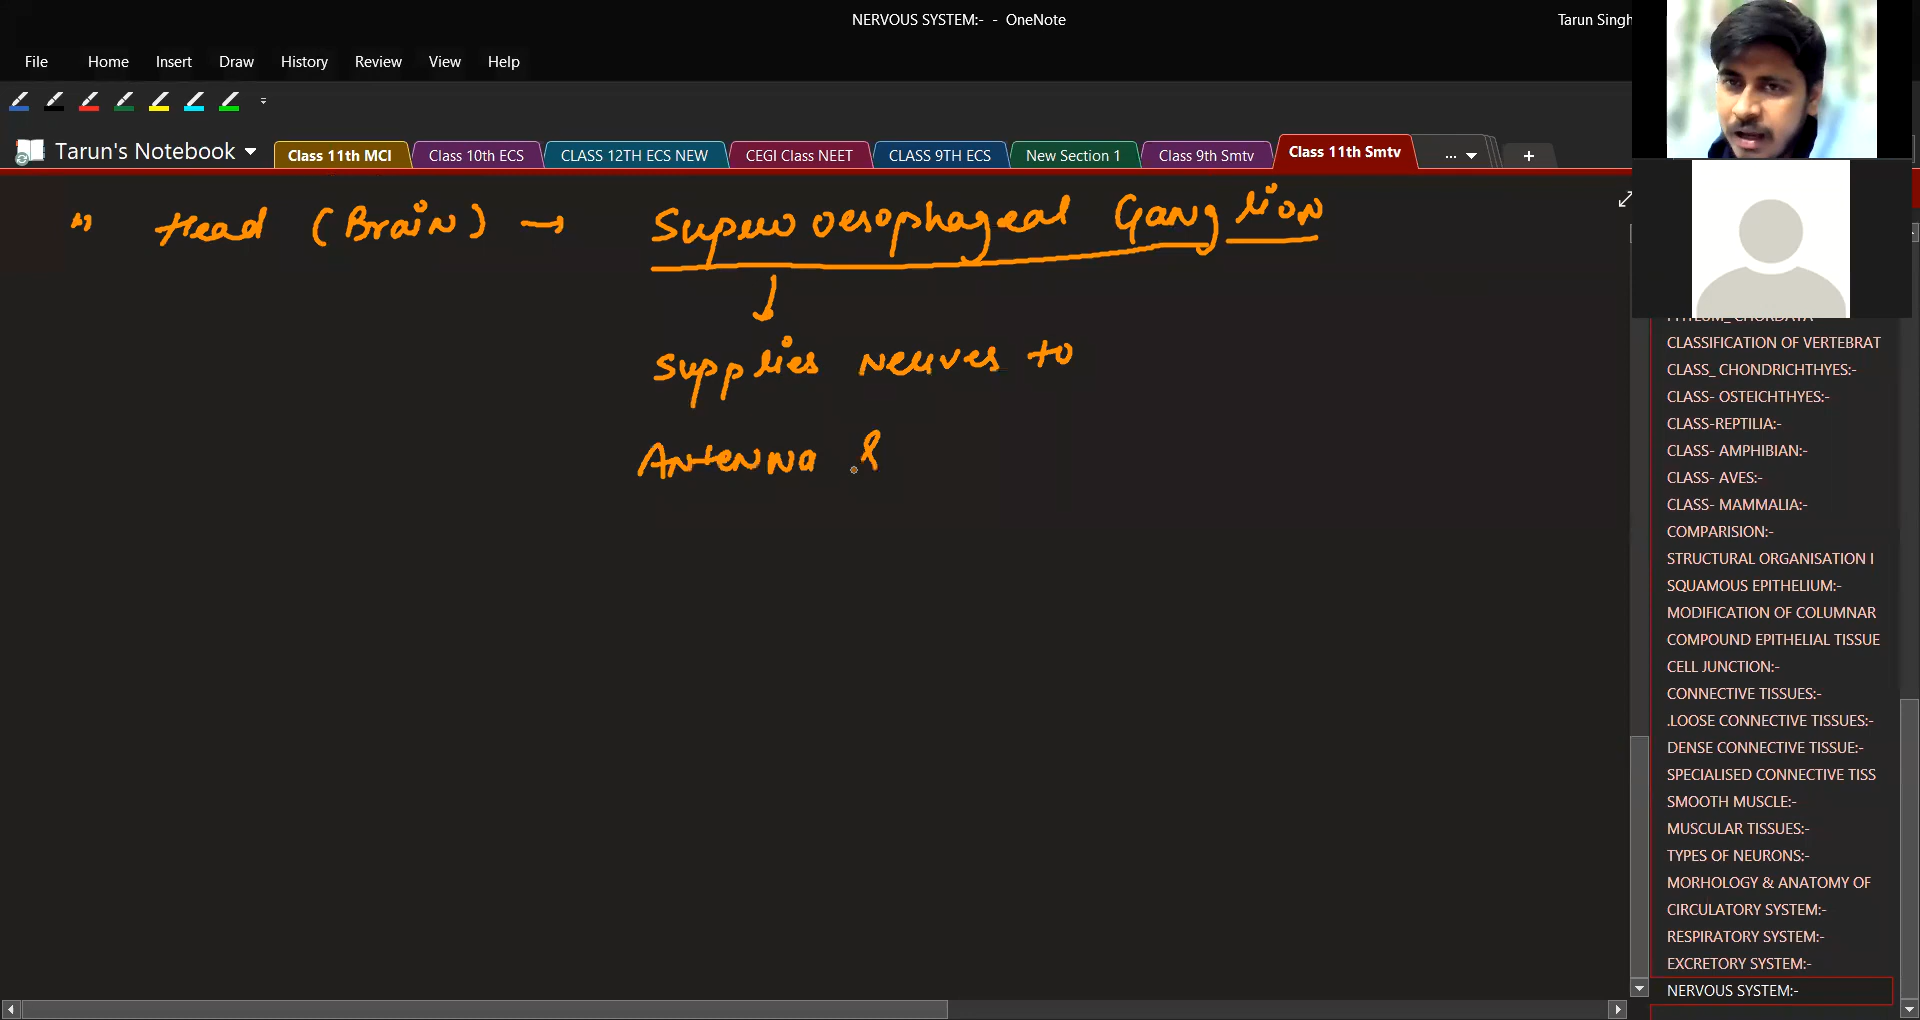 NERVOUS SYSTEM:- - OneNote
Tarun Singh
File Home Insert Draw History Review View Help
Tarun's Notebook
Class 11th MCI
Class 10th ECS
CLASS 12TH ECS NEW
CEGI Class NEET
CLASS 9TH ECS
New Section 1
Class 9th Smtv
Class 11th Smtv
...
+
Head (Brain) → Supra oesophageal Ganglion
↓
Supplies nerves to
Antenna &
CLASSIFICATION OF VERTEBRAT
CLASS_ CHONDRICHTHYES:-
CLASS- OSTEICHTHYES:-
CLASS-REPTILIA:-
CLASS- AMPHIBIAN:-
CLASS- AVES:-
CLASS- MAMMALIA:-
COMPARISION:-
STRUCTURAL ORGANISATION I
SQUAMOUS EPITHELIUM:-
MODIFICATION OF COLUMNAR
COMPOUND EPITHELIAL TISSUE
CELL JUNCTION:-
CONNECTIVE TISSUES:-
.LOOSE CONNECTIVE TISSUES:-
DENSE CONNECTIVE TISSUE:-
SPECIALISED CONNECTIVE TISS
SMOOTH MUSCLE:-
MUSCULAR TISSUES:-
TYPES OF NEURONS:-
MORHOLOGY & ANATOMY OF
CIRCULATORY SYSTEM:-
RESPIRATORY SYSTEM:-
EXCRETORY SYSTEM:-
NERVOUS SYSTEM:-